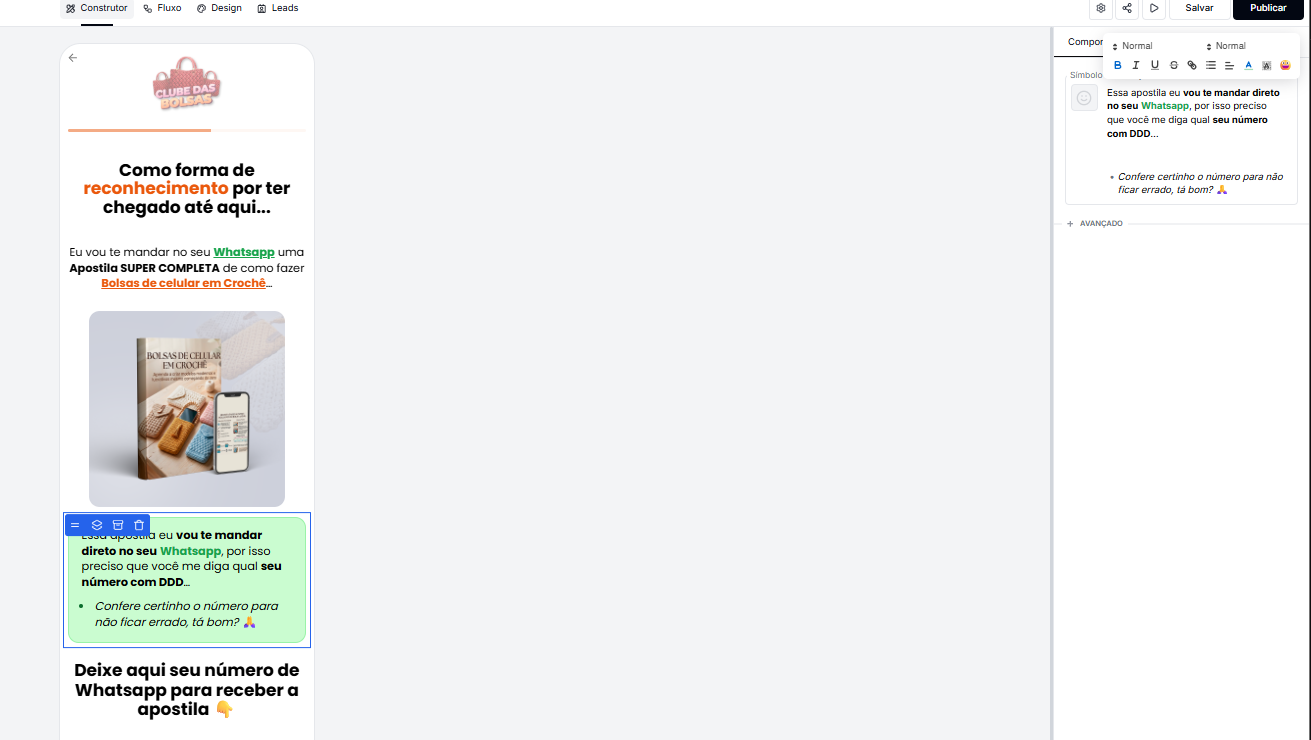 Construtor
Fluxo
Design
Leads
Salvar
Publicar
CLUBE DAS
BOLSAS
Como forma de
reconhecimento por ter
chegado até aqui...
Eu vou te mandar no seu Whatsapp uma
Apostila SUPER COMPLETA de como fazer
Bolsas de celular em Crochê...
BOLSAS DE CELULAR
EM CROCHÊ
Essa apostila eu vou te mandar
direto no seu Whatsapp, por isso
preciso que você me diga qual seu
número com DDD...
• Confere certinho o número para
não ficar errado, tá bom? 🙏
Deixe aqui seu número de
Whatsapp para receber a
apostila 👇
Compor
Normal
Normal
B I U S A
Símbolo
Essa apostila eu vou te mandar direto
no seu Whatsapp, por isso preciso
que você me diga qual seu número
com DDD...
• Confere certinho o número para não
ficar errado, tá bom? 🙏
+ AVANÇADO